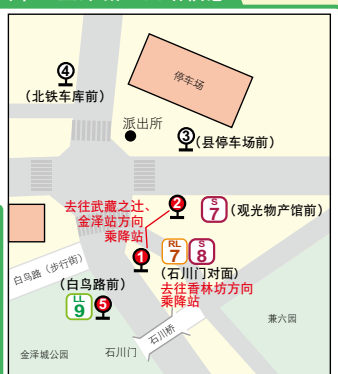 4
(北铁车库前)
停车场
派出所
3
(县停车场前)
去往武藏之辻、
金泽站方向
乘降站
2
S
7
(观光物产馆前)
1
RL
7
S
8
(石川门对面)
去往香林坊方向
乘降站
白鸟路(步行街)
(白鸟路前)
LL
9
5
石川桥
兼六园
金泽城公园
石川门